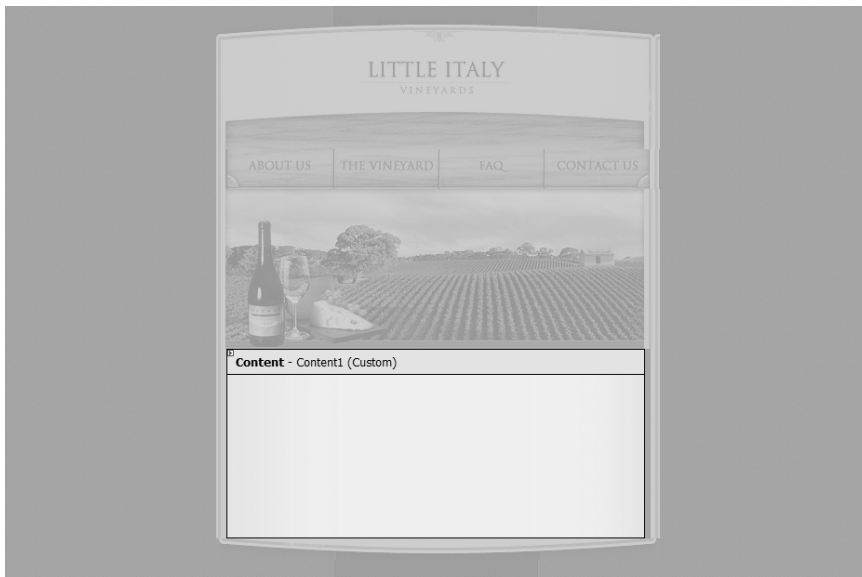 LITTLE ITALY
VINEYARDS
ABOUT US THE VINEYARD FAQ CONTACT US
Content - Content1 (Custom)